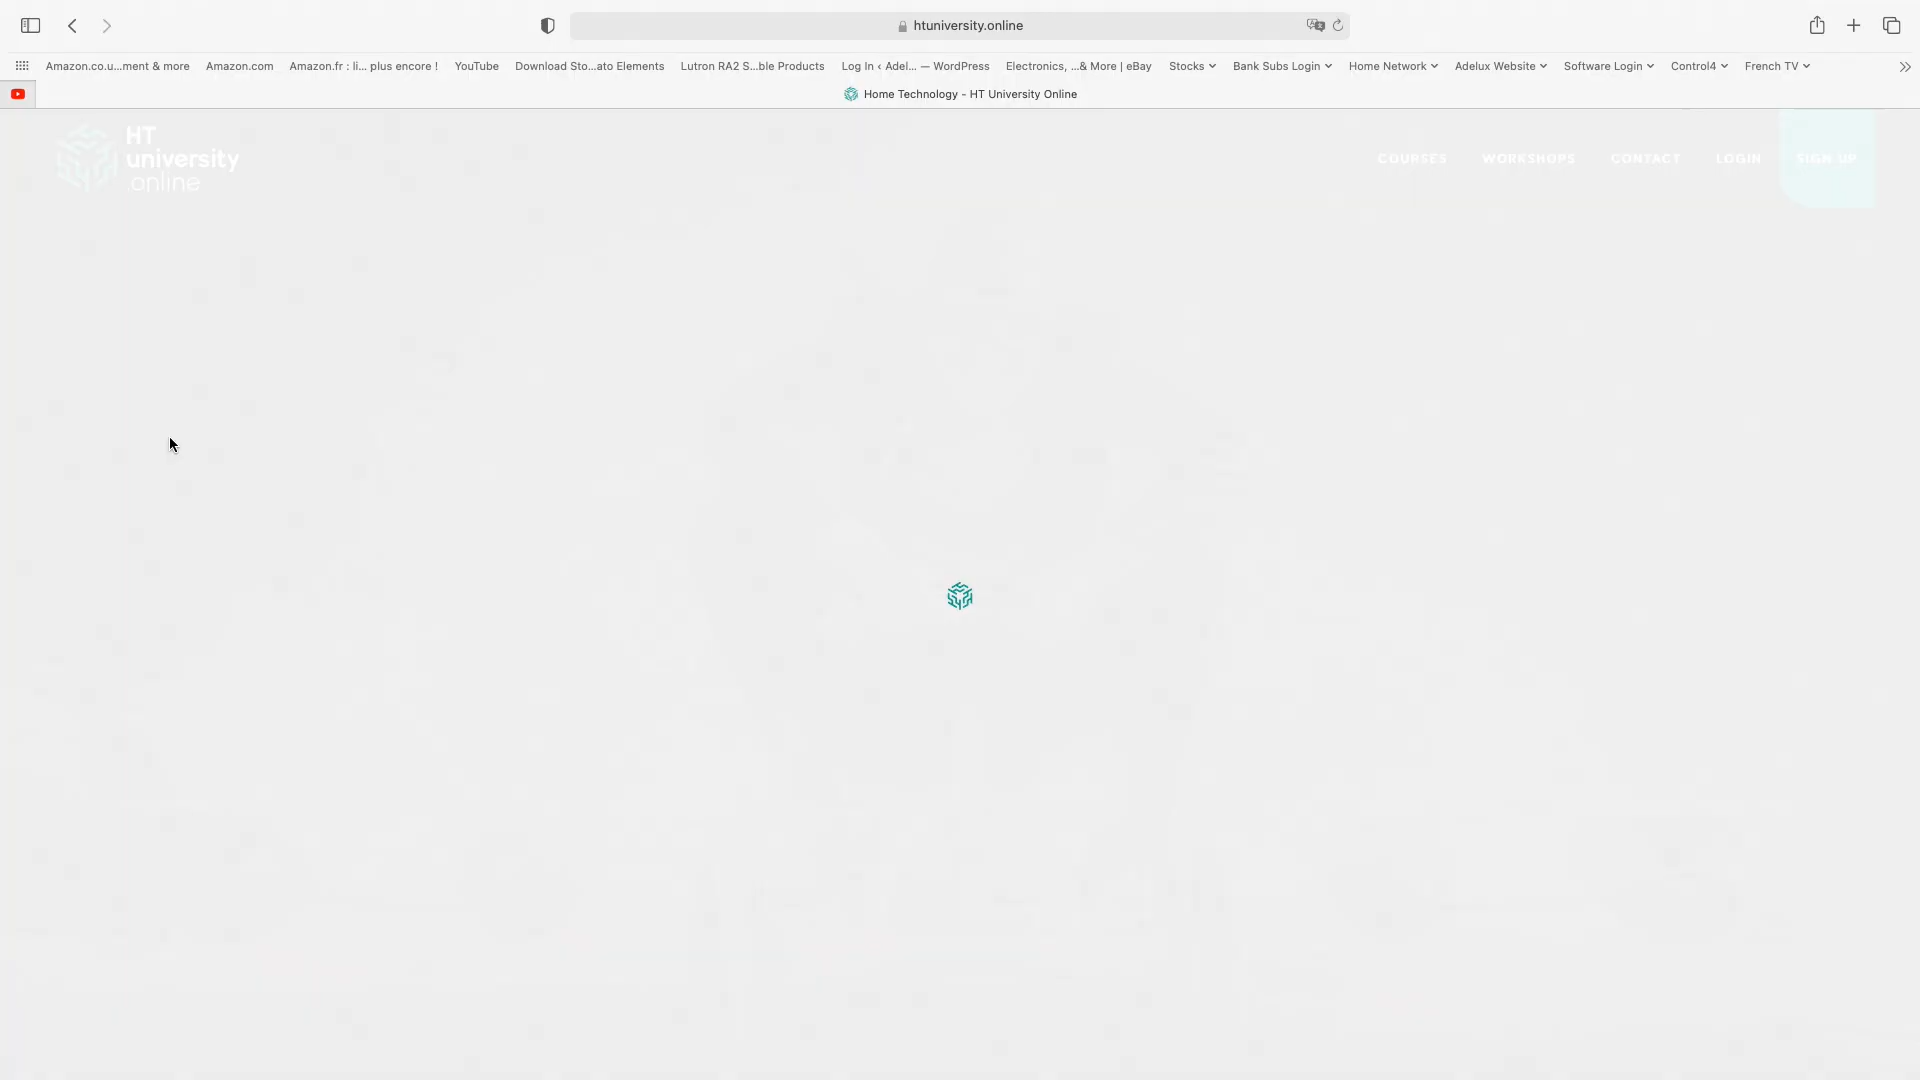 htuniversity.online
Amazon.co.u...ment & more Amazon.com Amazon.fr : li... plus encore ! YouTube Download Sto...ato Elements Lutron RA2 S...ble Products Log In ‹ Adel... — WordPress Electronics, ...& More | eBay Stocks Bank Subs Login Home Network Adelux Website Software Login Control4 French TV
Home Technology - HT University Online
HT
university
online
COURSES WORKSHOPS CONTACT LOGIN SIGN UP